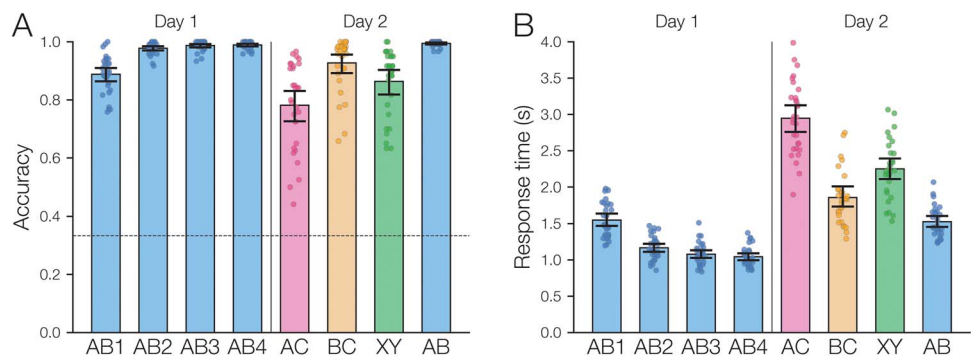 A
Day 1
Day 2
Accuracy
1.0
0.8
0.6
0.4
0.2
0.0
AB1 AB2 AB3 AB4 AC BC XY AB
B
Day 1
Day 2
Response time (s)
4.0
3.5
3.0
2.5
2.0
1.5
1.0
0.5
0.0
AB1 AB2 AB3 AB4 AC BC XY AB